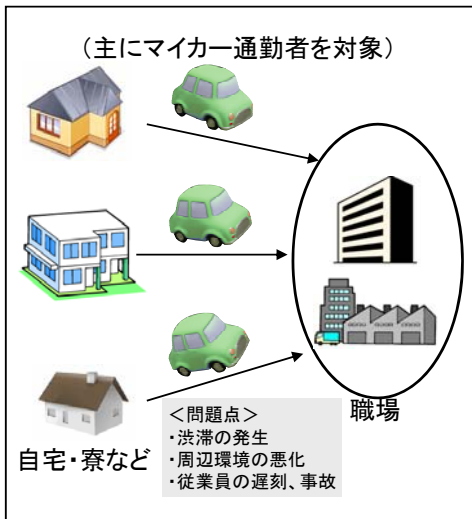 （主にマイカー通勤者を対象）
職場
自宅・寮など
＜問題点＞
・渋滞の発生
・周辺環境の悪化
・従業員の遅刻、事故